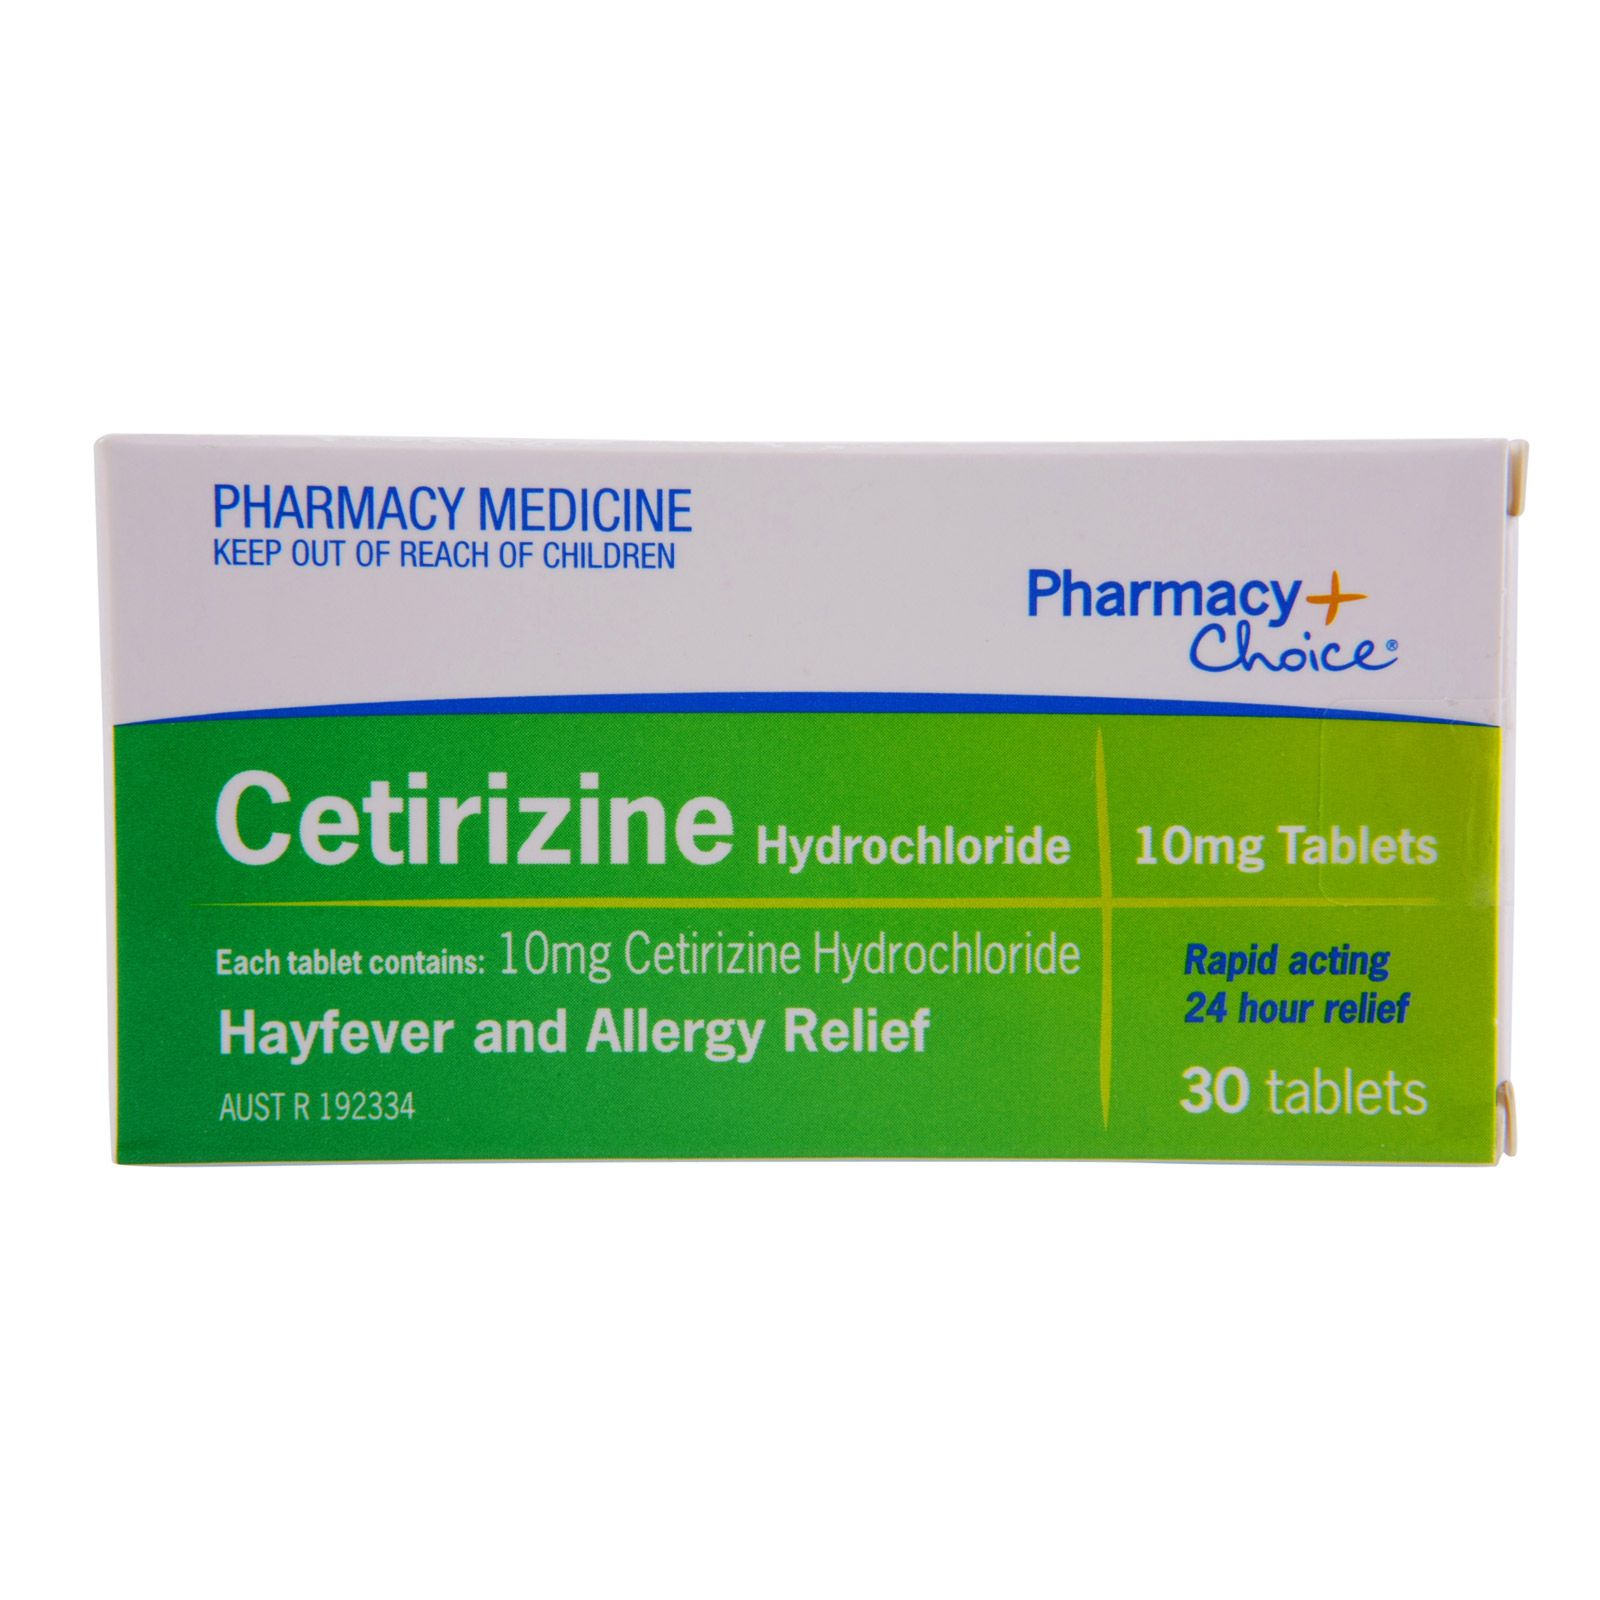 PHARMACY MEDICINE
KEEP OUT OF REACH OF CHILDREN
Pharmacy+
Choice®
Cetirizine Hydrochloride
10mg Tablets
Each tablet contains: 10mg Cetirizine Hydrochloride
Hayfever and Allergy Relief
AUST R 192334
Rapid acting
24 hour relief
30 tablets